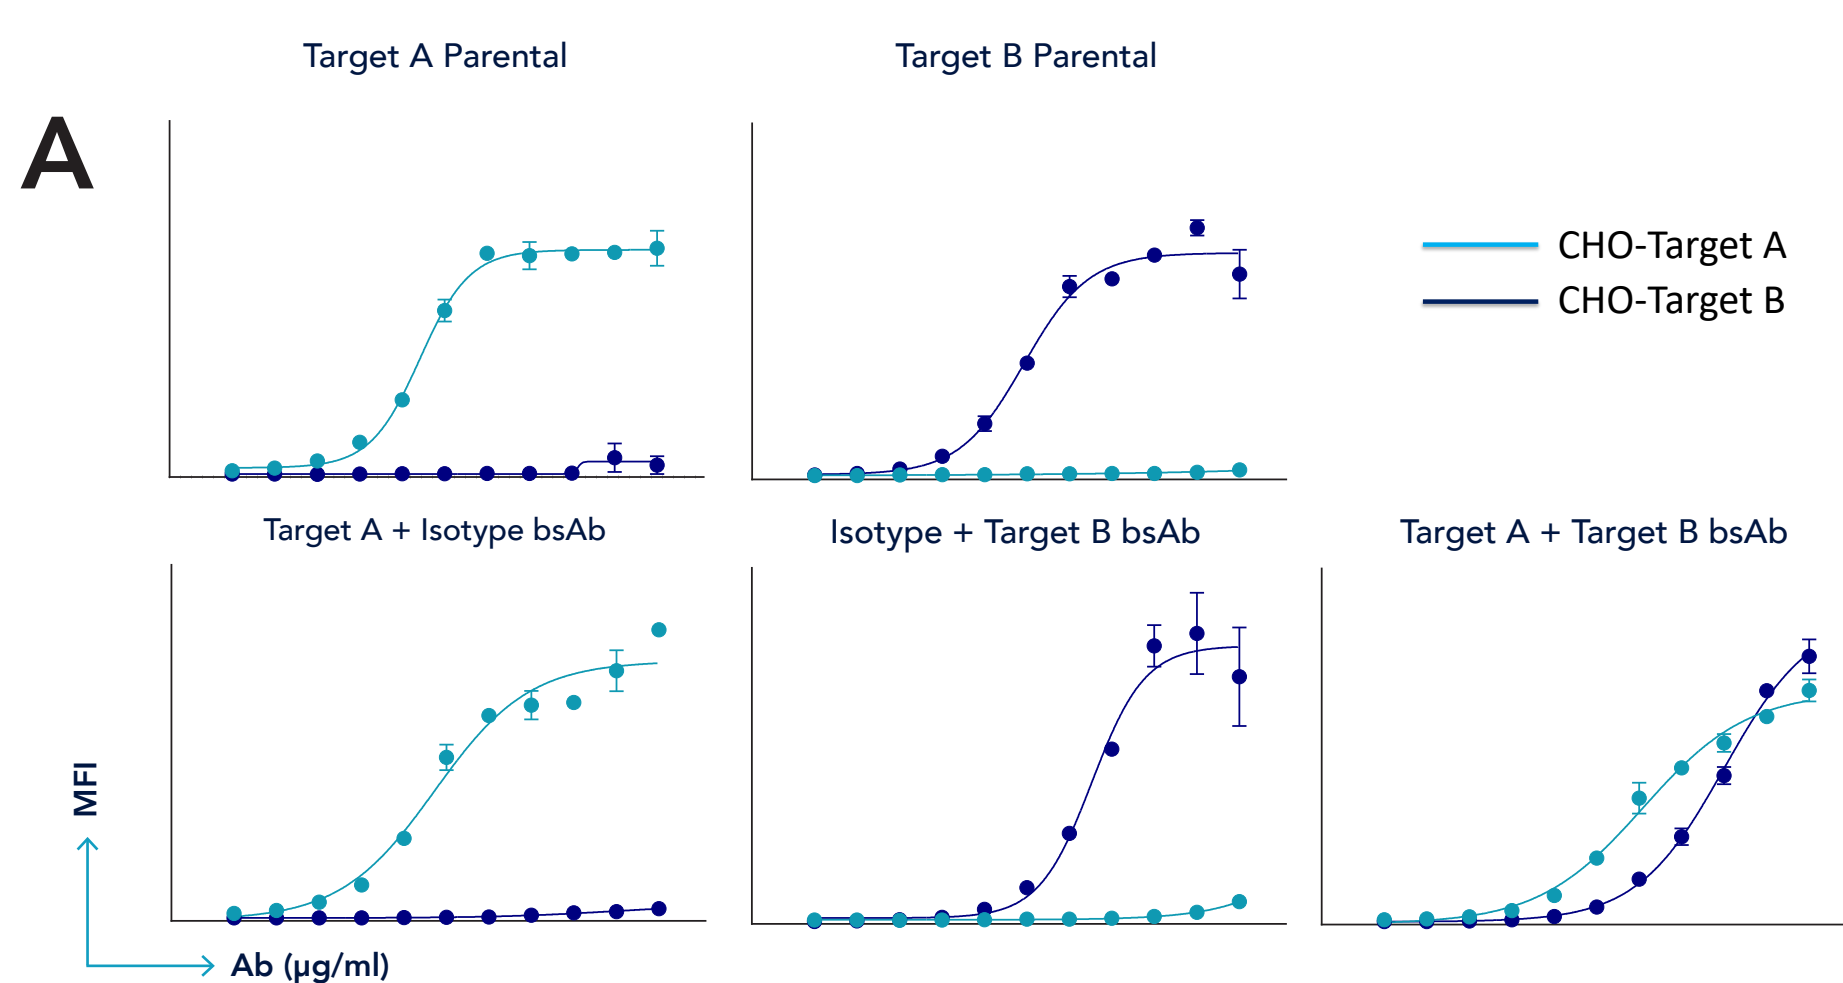 Target A Parental
Target B Parental
A
CHO-Target A
CHO-Target B
Target A + Isotype bsAb
Isotype + Target B bsAb
Target A + Target B bsAb
MFI
Ab (μg/ml)